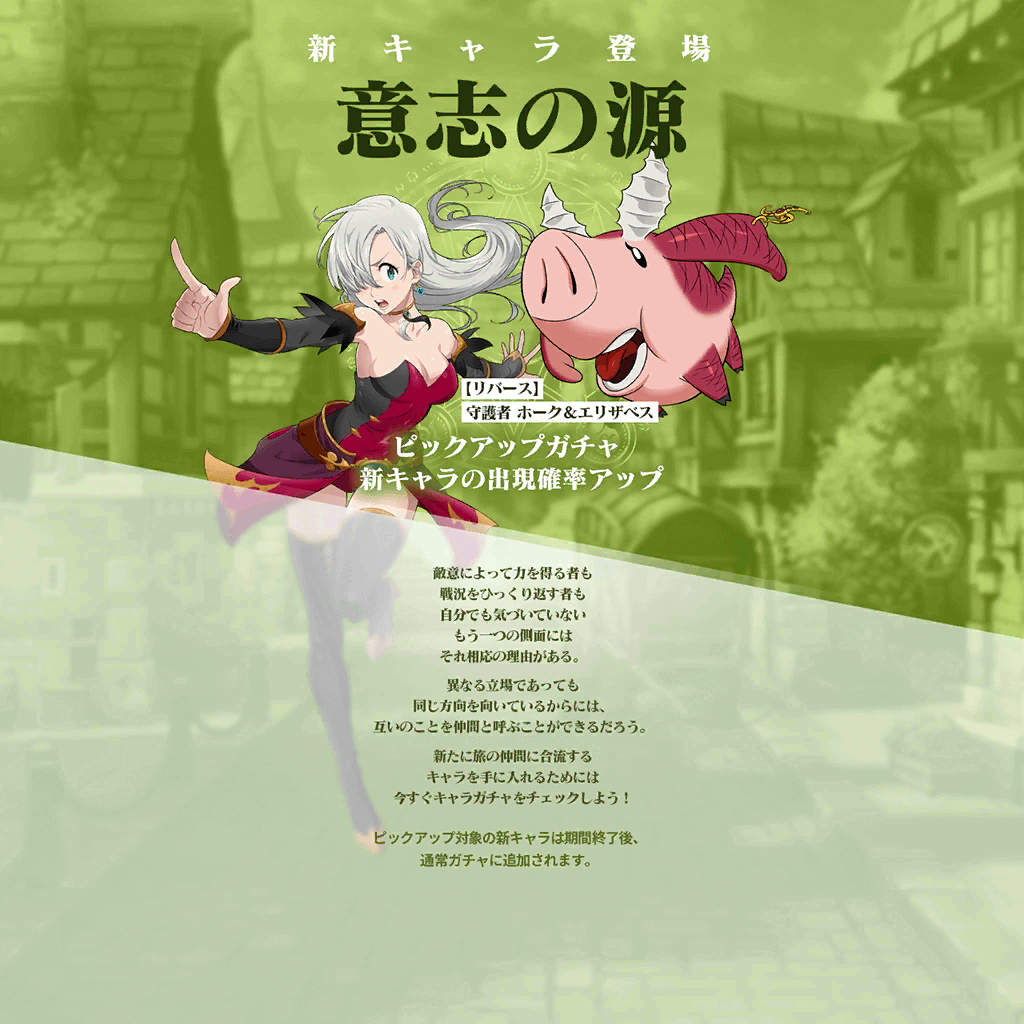 新キャラ登場
意志の源
【リバース】
守護者 ホーク&エリザベス
ピックアップガチャ
新キャラの出現確率アップ
敵意によって力を得る者も
戦況をひっくり返す者も
自分でも気づいていない
もう一つの側面には
それ相応の理由がある。
異なる立場であっても
同じ方向を向いているからには、
互いのことを仲間と呼ぶことができるだろう。
新たに旅の仲間に合流する
キャラを手に入れるためには
今すぐキャラガチャをチェックしよう!
ピックアップ対象の新キャラは期間終了後、
通常ガチャに追加されます。